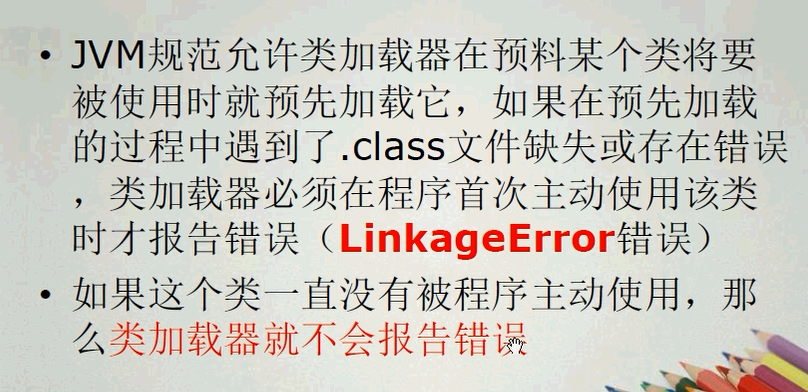 • JVM规范允许类加载器在预料某个类将要
被使用时就预先加载它，如果在预先加载
的过程中遇到了.class文件缺失或存在错误
，类加载器必须在程序首次主动使用该类
时才报告错误（LinkageError错误）
• 如果这个类一直没有被程序主动使用，那
么类加载器就不会报告错误